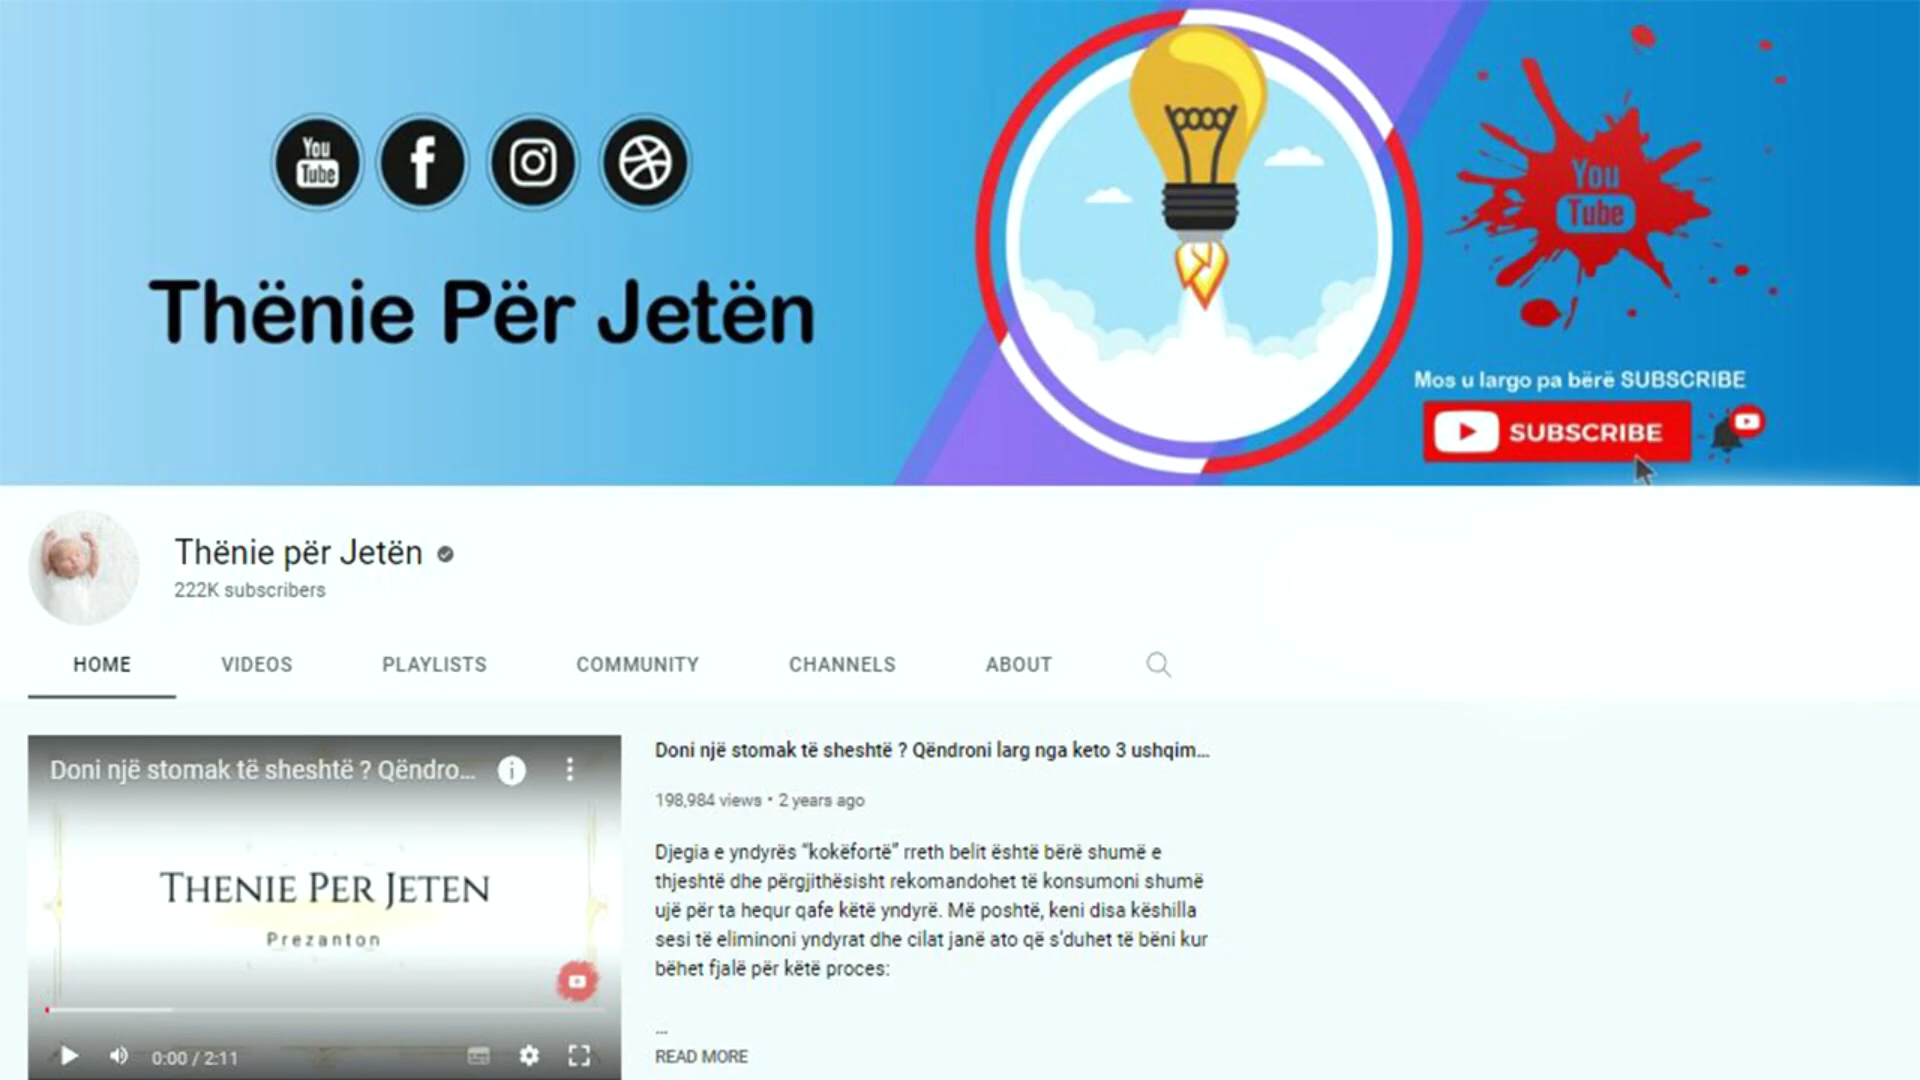 You
Tube
Thënie Për Jetën
You
Tube
Mos u largo pa bërë SUBSCRIBE
SUBSCRIBE
Thënie për Jetën
222K subscribers
HOME VIDEOS PLAYLISTS COMMUNITY CHANNELS ABOUT
Doni një stomak të sheshtë ? Qëndro...
THENIE PER JETEN
Prezanton
0:00 / 2:11
Doni një stomak të sheshtë ? Qëndroni larg nga keto 3 ushqim...
198,984 views • 2 years ago
Djegia e yndyrës “kokëfortë” rreth belit është bërë shumë e
thjeshtë dhe përgjithësisht rekomandohet të konsumoni shumë
ujë për ta hequr qafe këtë yndyrë. Më poshtë, keni disa këshilla
sesi të eliminoni yndyrat dhe cilat janë ato që s'duhet të bëni kur
bëhet fjalë për këtë proces:
...
READ MORE